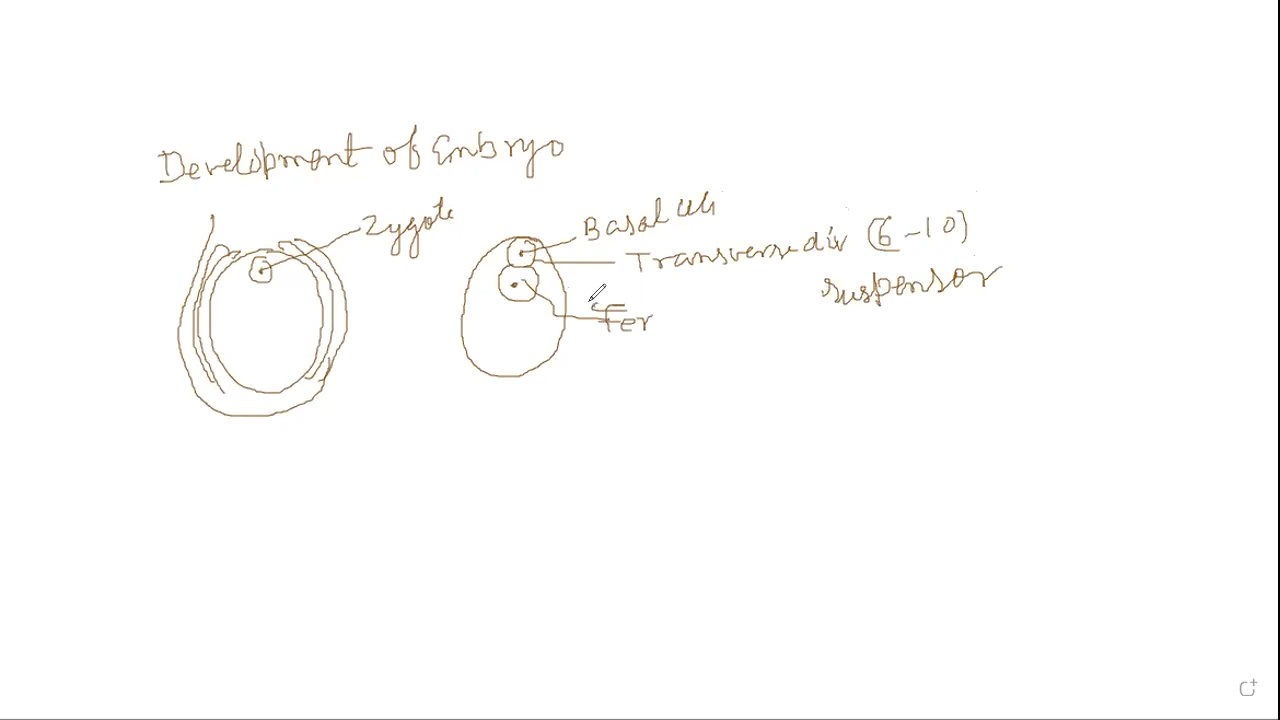 Development of Embryo
Zygote
Basal cell
Transverse div (6-10)
suspensor
Ter